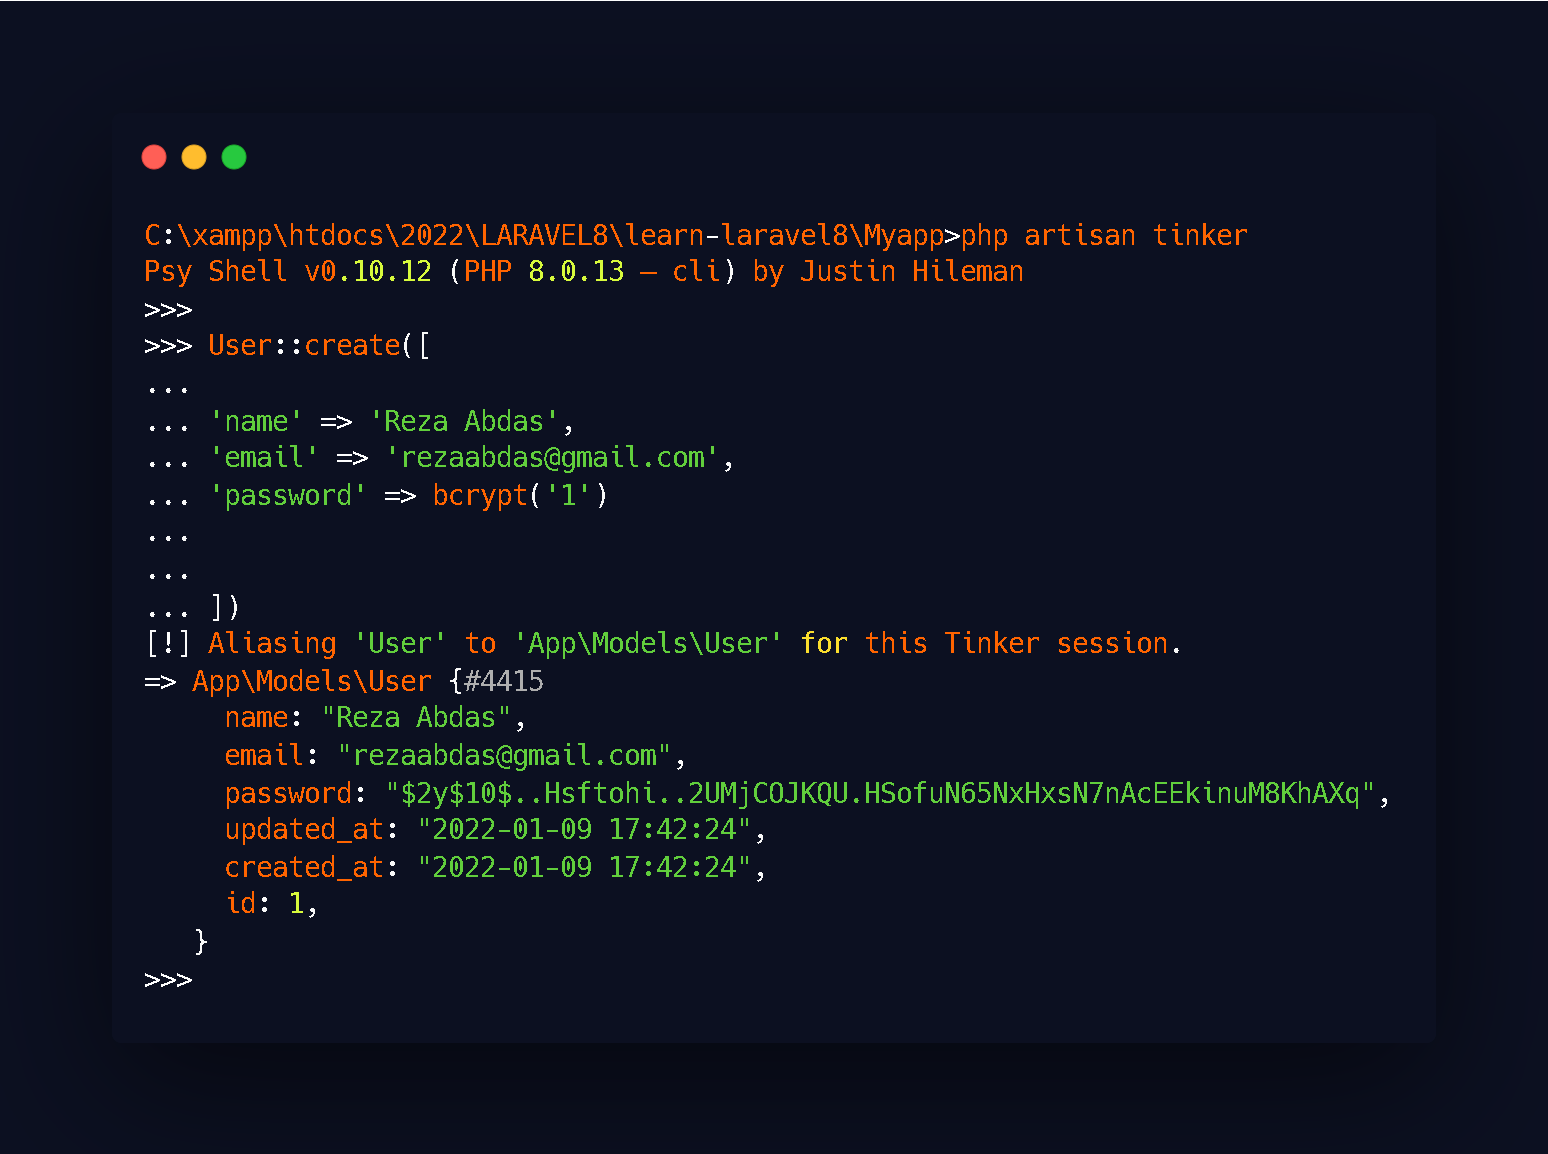 C:\xampp\htdocs\2022\LARAVEL8\learn-laravel8\Myapp>php artisan tinker
Psy Shell v0.10.12 (PHP 8.0.13 — cli) by Justin Hileman
>>>
>>> User::create([
...
... 'name' => 'Reza Abdas',
... 'email' => 'rezaabdas@gmail.com',
... 'password' => bcrypt('1')
...
...
... ])
[!] Aliasing 'User' to 'App\Models\User' for this Tinker session.
=> App\Models\User {#4415
     name: "Reza Abdas",
     email: "rezaabdas@gmail.com",
     password: "$2y$10$..Hsftohi..2UMjCOJKQU.HSofuN65NxHxsN7nAcEEkinuM8KhAXq",
     updated_at: "2022-01-09 17:42:24",
     created_at: "2022-01-09 17:42:24",
     id: 1,
   }
>>>